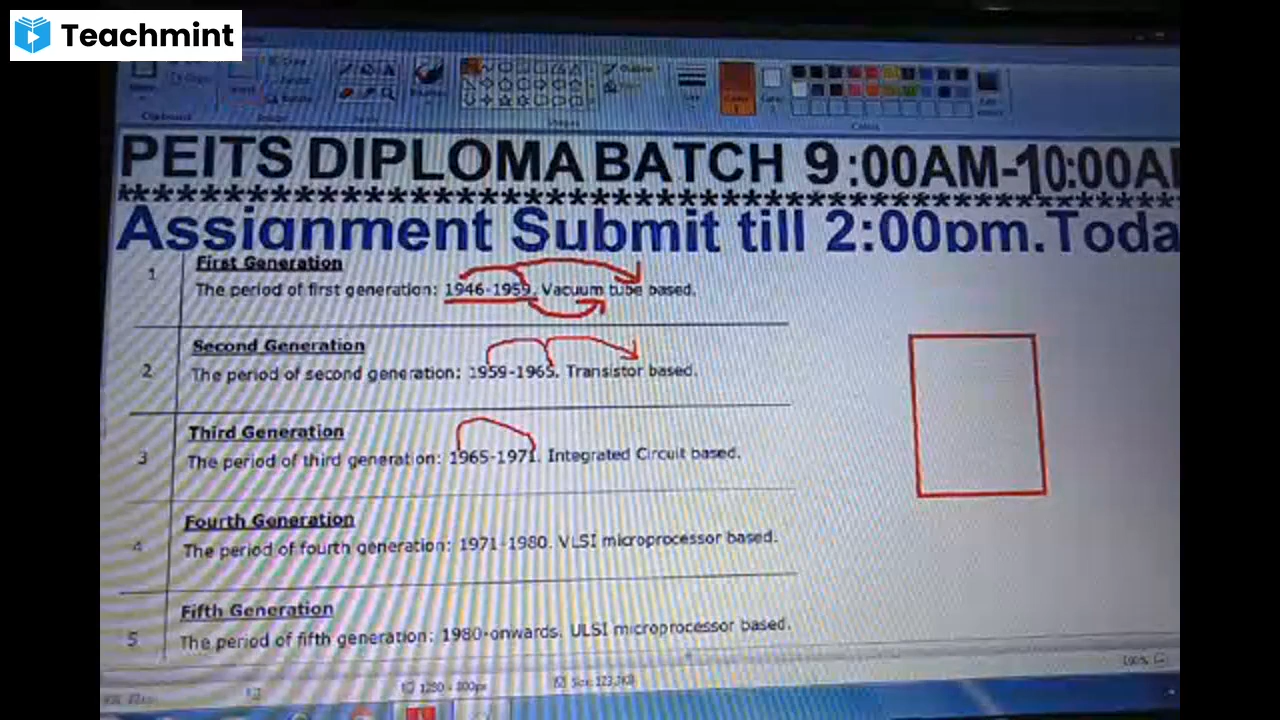 Teachmint
PEITS DIPLOMA BATCH 9:00AM-10:00A
*****************************************************
Assignment Submit till 2:00pm.Toda
1
First Generation
The period of first generation: 1946-1959. Vacuum tube based.
2
Second Generation
The period of second generation: 1959-1965. Transistor based.
3
Third Generation
The period of third generation: 1965-1971. Integrated Circuit based.
4
Fourth Generation
The period of fourth generation: 1971-1980. VLSI microprocessor based.
5
Fifth Generation
The period of fifth generation: 1980-onwards. ULSI microprocessor based.
Clipboard
Shapes
Colors
100%